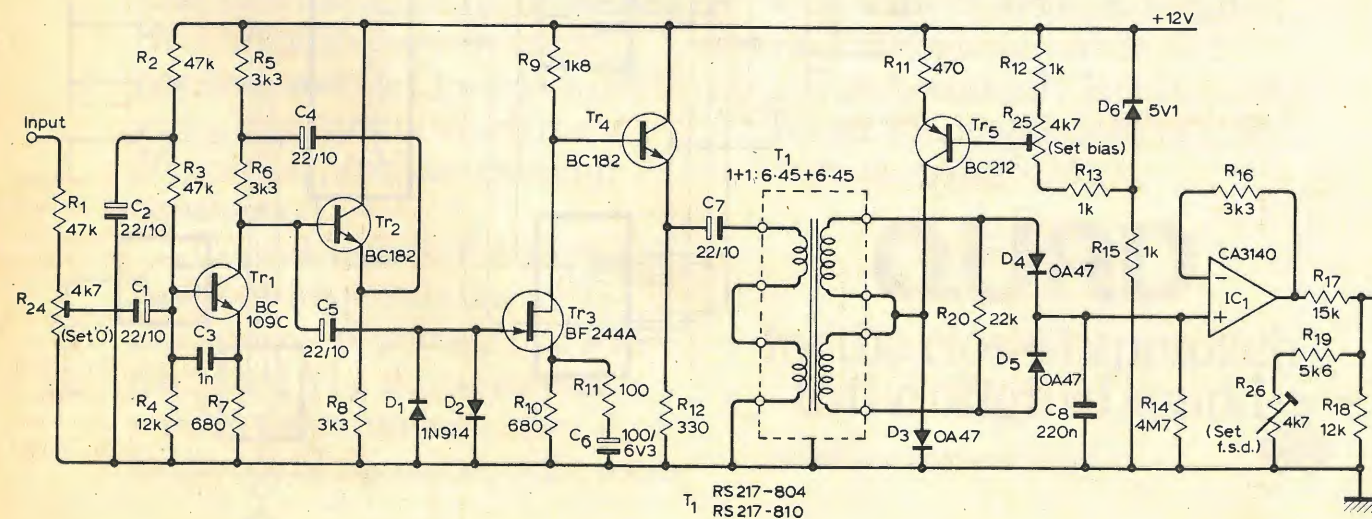 +12V
Input
R1
47k
R24
4k7
(Set 'O')
C1
22/10
C2
22/10
R2
47k
R3
47k
R4
12k
C3
1n
Tr1
BC
109C
R5
3k3
R6
3k3
R7
680
C4
22/10
Tr2
BC182
C5
22/10
R8
3k3
D1
1N914
D2
Tr3
BF244A
R9
1k8
R10
680
R11
100
C6
100/
6V3
Tr4
BC182
R12
330
C7
22/10
T1
1+1:6·45+6·45
R11
470
Tr5
BC212
D3
OA47
R12
1k
R25
4k7
(Set bias)
R13
1k
D6
5V1
R15
1k
R20
22k
D4
OA47
D5
OA47
C8
220n
R14
4M7
R16
3k3
CA3140
−
+
IC1
R17
15k
R19
5k6
R26
4k7
(Set
f.s.d.)
R18
12k
T1
RS217-804
RS217-810